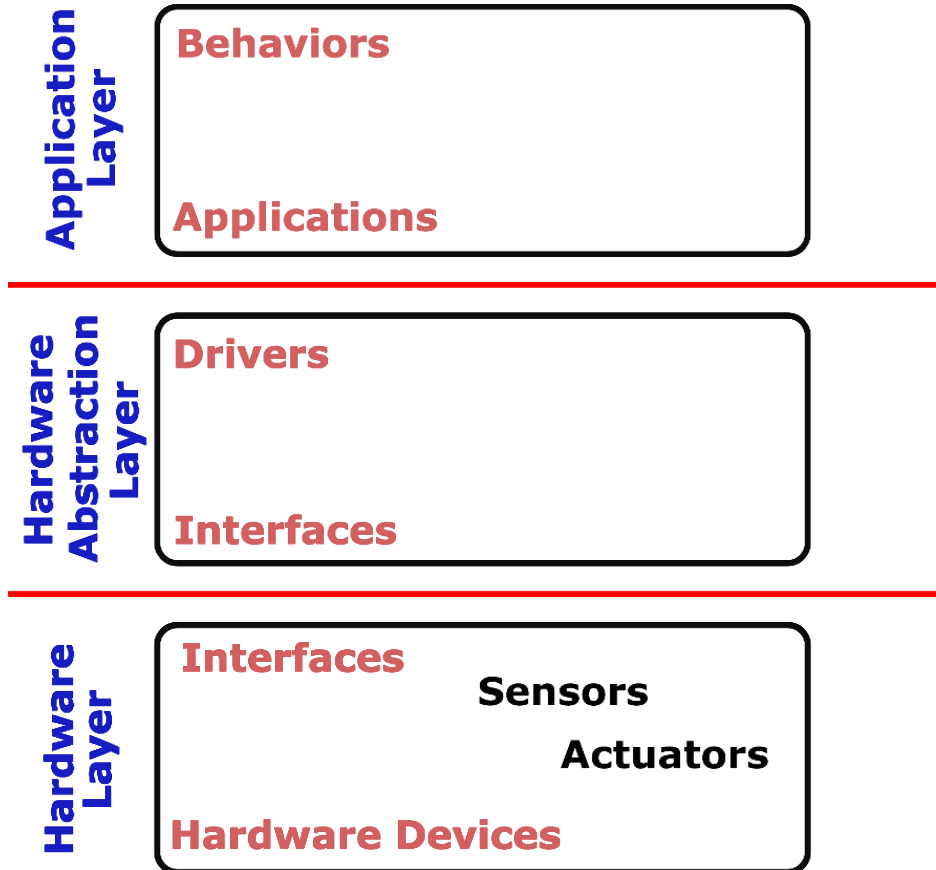 Application
Layer
Behaviors
Applications
Hardware
Abstraction
Layer
Drivers
Interfaces
Hardware
Layer
Interfaces
Sensors
Actuators
Hardware Devices